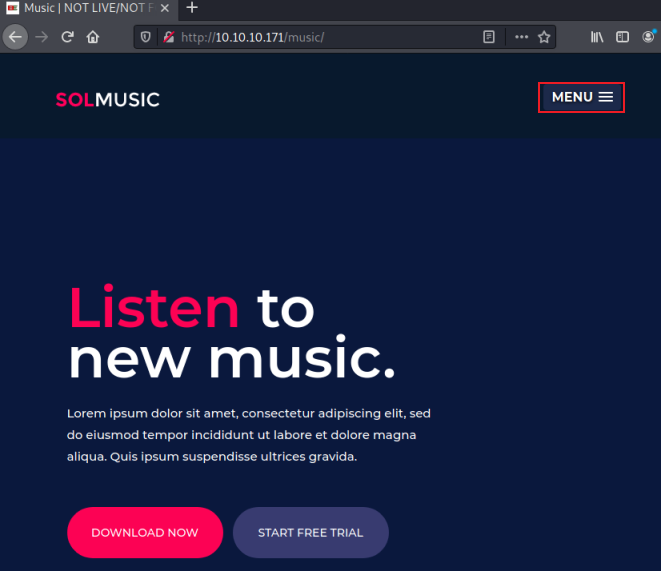 Music | NOT LIVE/NOT F
http://10.10.10.171/music/
SOLMUSIC
MENU
Listen to
new music.
Lorem ipsum dolor sit amet, consectetur adipiscing elit, sed
do eiusmod tempor incididunt ut labore et dolore magna
aliqua. Quis ipsum suspendisse ultrices gravida.
DOWNLOAD NOW
START FREE TRIAL